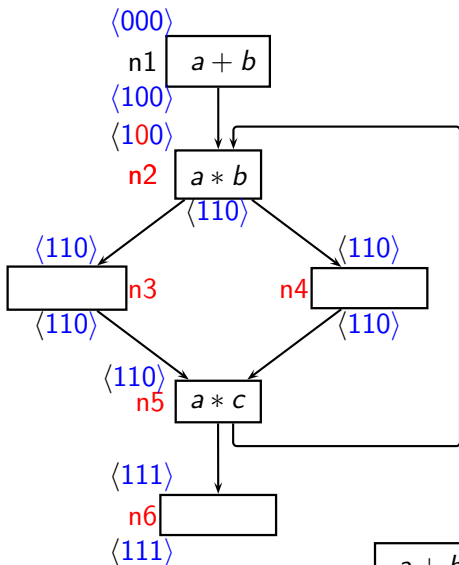 ⟨000⟩
n1 a + b
⟨100⟩
⟨100⟩
n2 a ∗ b
⟨110⟩
⟨110⟩ ⟨110⟩
n3 n4
⟨110⟩ ⟨110⟩
⟨110⟩
n5 a ∗ c
⟨111⟩
n6
⟨111⟩
a + b